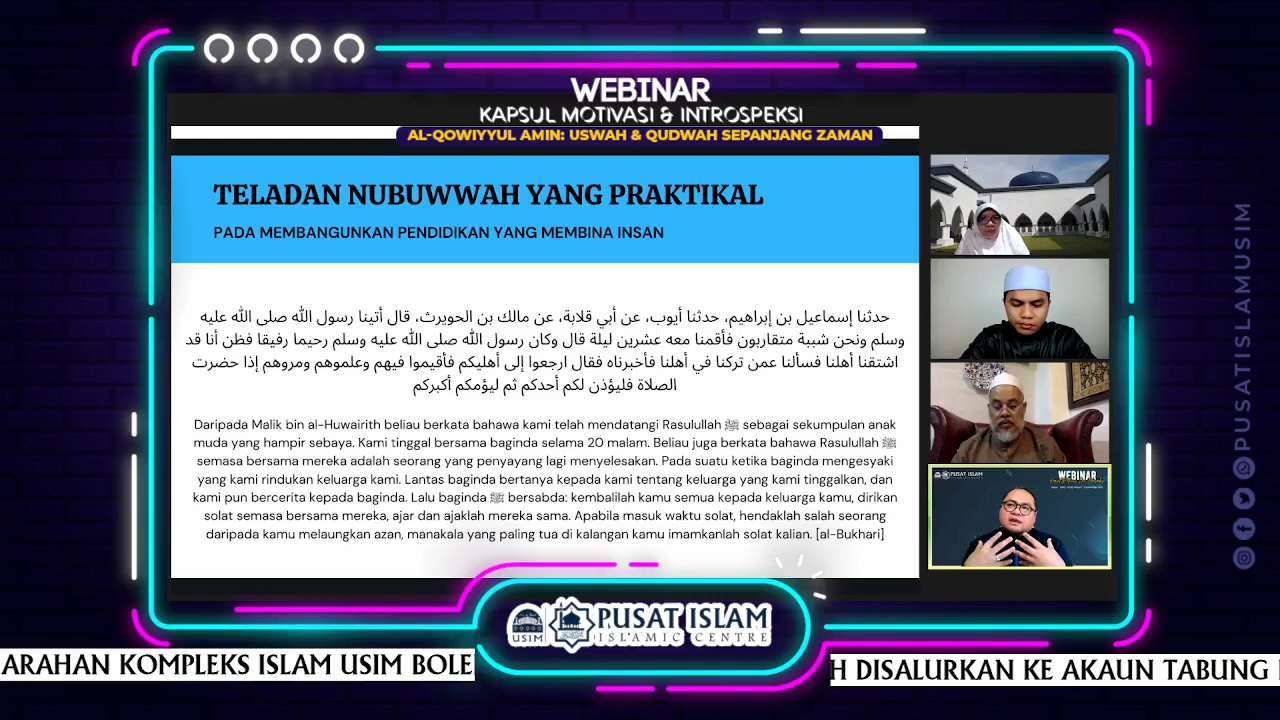 WEBINAR
KAPSUL MOTIVASI & INTROSPEKSI
AL-QOWIYYUL AMIN: USWAH & QUDWAH SEPANJANG ZAMAN
TELADAN NUBUWWAH YANG PRAKTIKAL
PADA MEMBANGUNKAN PENDIDIKAN YANG MEMBINA INSAN
حدثنا إسماعيل بن إبراهيم، حدثنا أيوب، عن أبي قلابة، عن مالك بن الحويرث، قال أتينا رسول الله صلى الله عليه
وسلم ونحن شببة متقاربون فأقمنا معه عشرين ليلة قال وكان رسول الله صلى الله عليه وسلم رحيما رفيقا فظن أنا قد
اشتقنا أهلنا فسألنا عمن تركنا في أهلنا فأخبرناه فقال ارجعوا إلى أهليكم فأقيموا فيهم وعلموهم ومروهم إذا حضرت
الصلاة فليؤذن لكم أحدكم ثم ليؤمكم أكبركم
Daripada Malik bin al-Huwairith beliau berkata bahawa kami telah mendatangi Rasulullah ﷺ sebagai sekumpulan anak
muda yang hampir sebaya. Kami tinggal bersama baginda selama 20 malam. Beliau juga berkata bahawa Rasulullah ﷺ
semasa bersama mereka adalah seorang yang penyayang lagi menyelesakan. Pada suatu ketika baginda mengesyaki
yang kami rindukan keluarga kami. Lantas baginda bertanya kepada kami tentang keluarga yang kami tinggalkan, dan
kami pun bercerita kepada baginda. Lalu baginda ﷺ bersabda: kembalilah kamu semua kepada keluarga kamu, dirikan
solat semasa bersama mereka, ajar dan ajaklah mereka sama. Apabila masuk waktu solat, hendaklah salah seorang
daripada kamu melaungkan azan, manakala yang paling tua di kalangan kamu imamkanlah solat kalian. [al-Bukhari]
PUSAT ISLAM
WEBINAR
PUSATISLAMUSIM
USIM
PUSAT ISLAM
ISLAMIC CENTRE
ARAHAN KOMPLEKS ISLAM USIM BOLE
H DISALURKAN KE AKAUN TABUNG